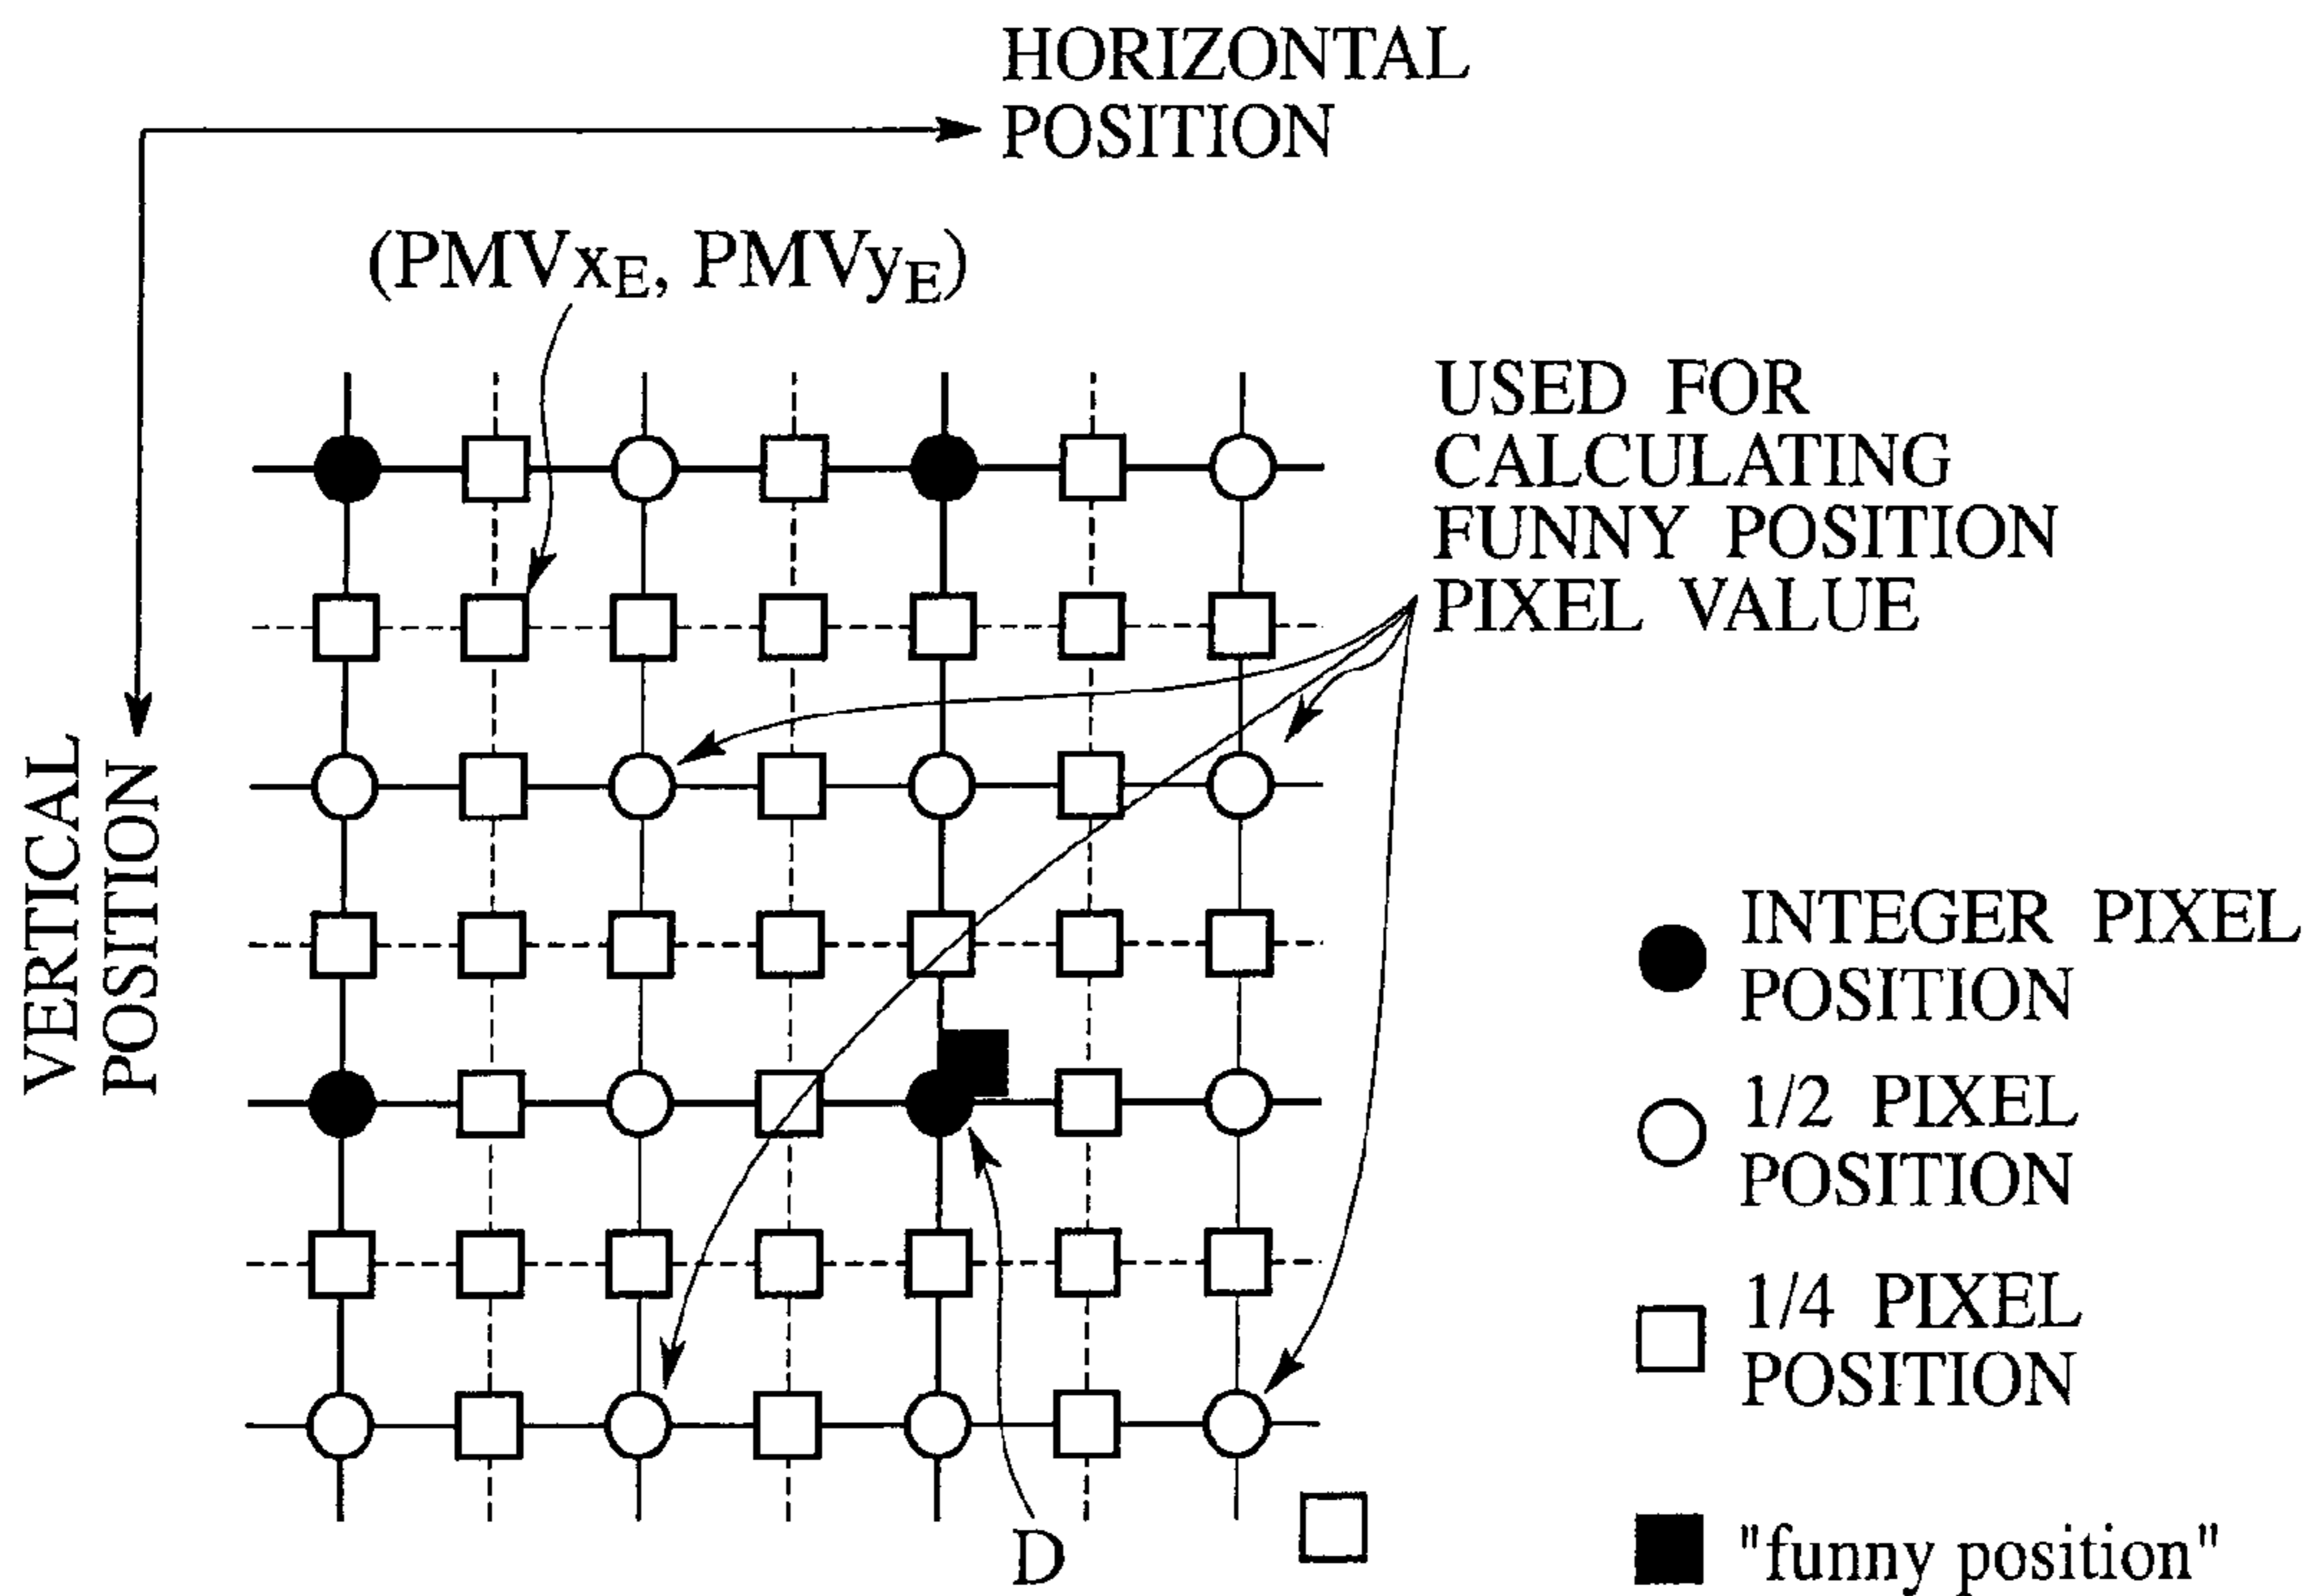 HORIZONTAL
POSITION
(PMVxE, PMVyE)
USED FOR
CALCULATING
FUNNY POSITION
PIXEL VALUE
VERTICAL
POSITION
INTEGER PIXEL
POSITION
1/2 PIXEL
POSITION
1/4 PIXEL
POSITION
"funny position"
D